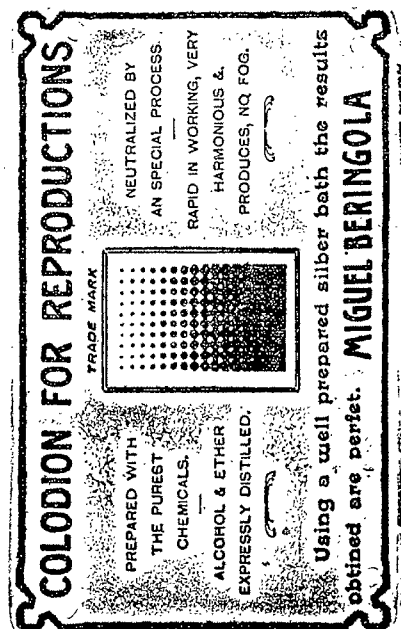 COLODION FOR REPRODUCTIONS
TRADE MARK
PREPARED WITH
THE PUREST
CHEMICALS.
ALCOHOL & ETHER
EXPRESSLY DISTILLED.
NEUTRALIZED BY
AN SPECIAL PROCESS.
RAPID IN WORKING, VERY
HARMONIOUS &
PRODUCES, NO FOG.
Using a well prepared silber bath the results
obtined are perfet. MIGUEL BERINGOLA